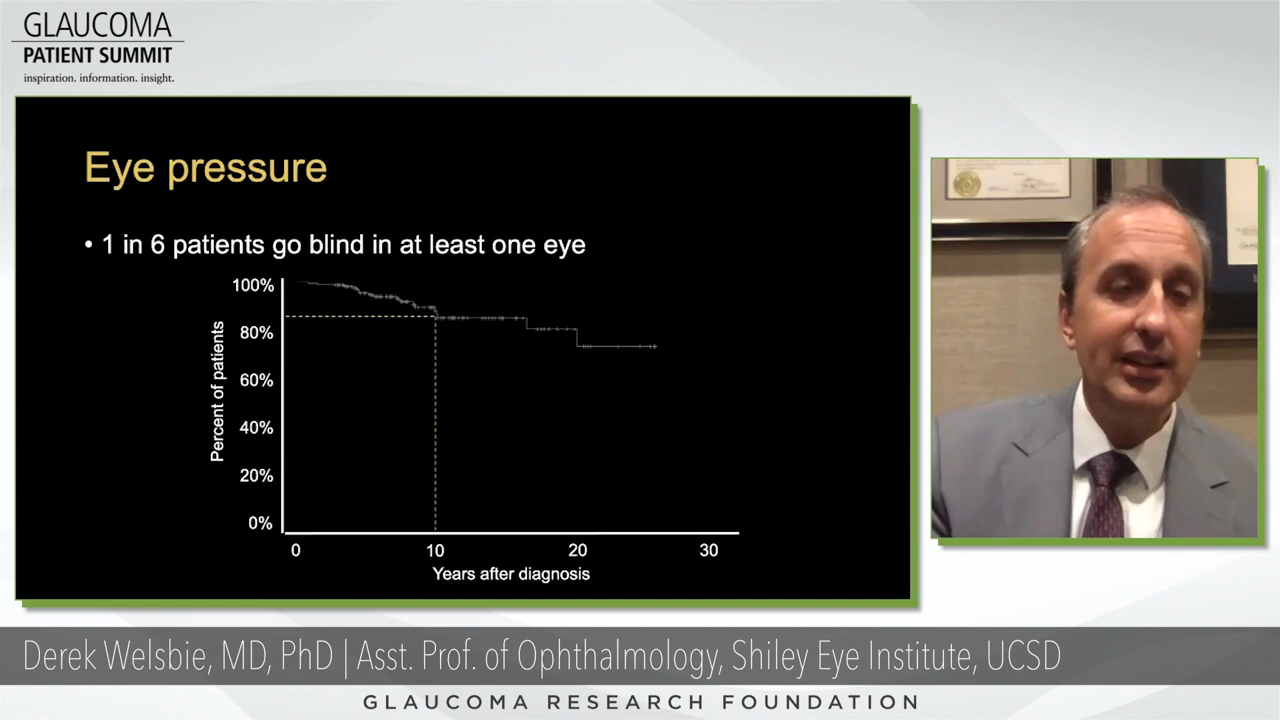 GLAUCOMA
PATIENT SUMMIT
inspiration. information. insight.
Eye pressure
• 1 in 6 patients go blind in at least one eye
100%
80%
60%
40%
20%
0%
Percent of patients
0 10 20 30
Years after diagnosis
Derek Welsbie, MD, PhD | Asst. Prof. of Ophthalmology, Shiley Eye Institute, UCSD
GLAUCOMA RESEARCH FOUNDATION